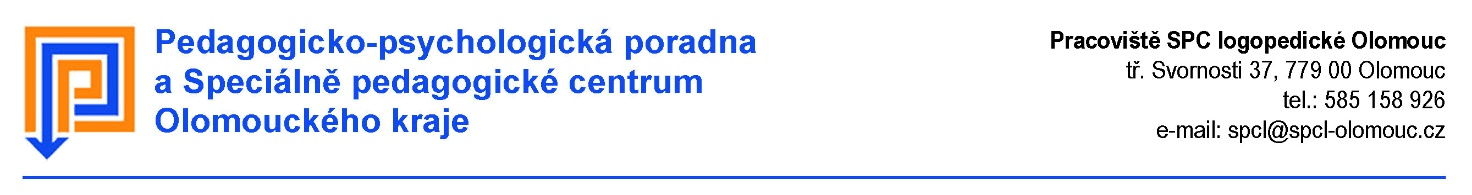 Pedagogicko-psychologická poradna
a Speciálně pedagogické centrum
Olomouckého kraje
Pracoviště SPC logopedické Olomouc
tř. Svornosti 37, 779 00 Olomouc
tel.: 585 158 926
e-mail: spcl@spcl-olomouc.cz